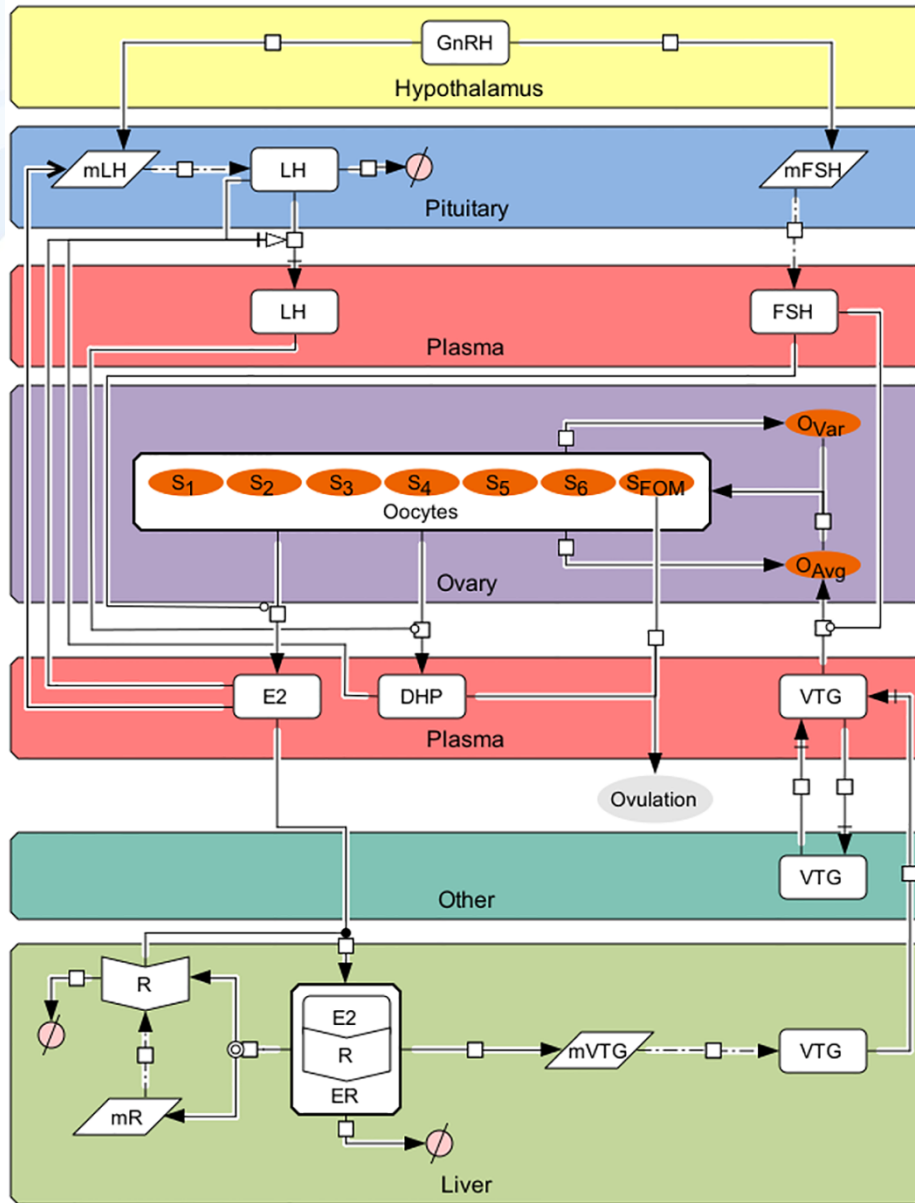 GnRH
Hypothalamus
mLH
LH
mFSH
Pituitary
LH
FSH
Plasma
OVar
S1 S2 S3 S4 S5 S6 SFOM
Oocytes
OAvg
Ovary
E2
DHP
VTG
Plasma
Ovulation
VTG
Other
R
E2
R
mVTG
VTG
ER
mR
Liver